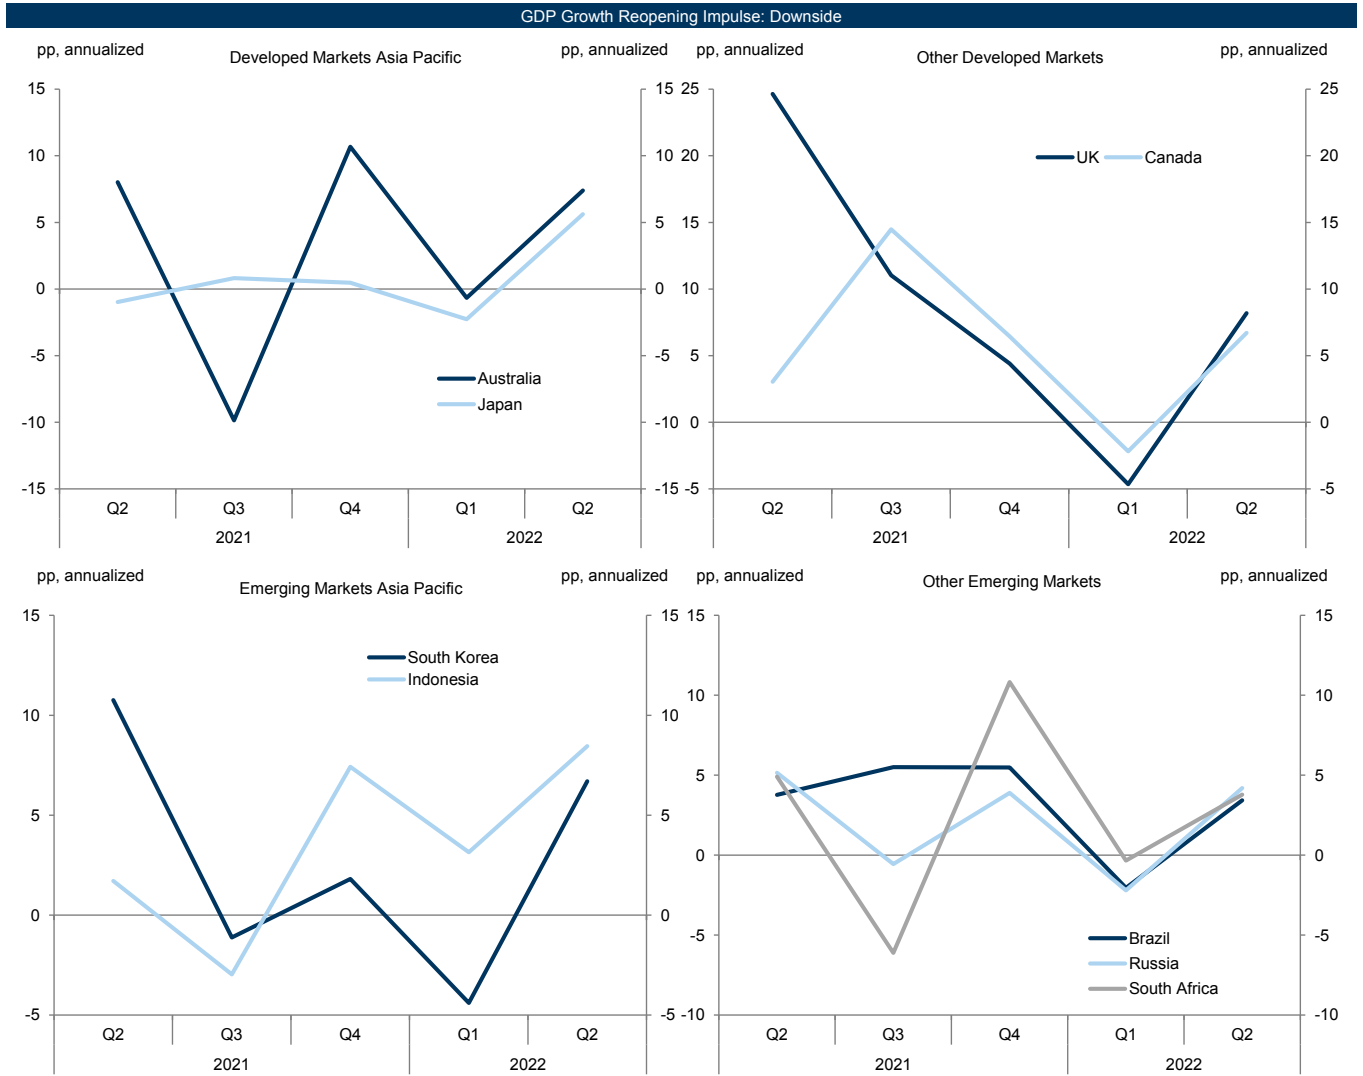 GDP Growth Reopening Impulse: Downside
pp, annualized
Developed Markets Asia Pacific
pp, annualized
15
10
5
0
-5
-10
-15
15
10
5
0
-5
-10
-15
Australia
Japan
Q2 Q3 Q4 Q1 Q2
2021 2022
pp, annualized
Other Developed Markets
pp, annualized
25
20
15
10
5
0
-5
25
20
15
10
5
0
-5
UK Canada
Q2 Q3 Q4 Q1 Q2
2021 2022
pp, annualized
Emerging Markets Asia Pacific
pp, annualized
15
10
5
0
-5
15
10
5
0
-5
South Korea
Indonesia
Q2 Q3 Q4 Q1 Q2
2021 2022
pp, annualized
Other Emerging Markets
pp, annualized
15
10
5
0
-5
-10
15
10
5
0
-5
-10
Brazil
Russia
South Africa
Q2 Q3 Q4 Q1 Q2
2021 2022